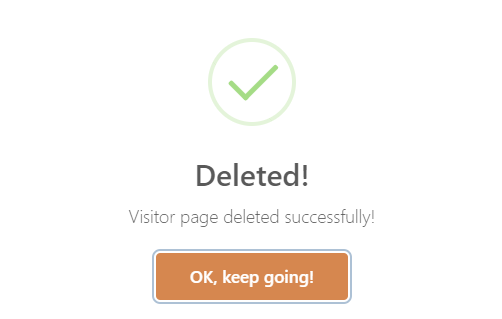 Deleted!
Visitor page deleted successfully!
OK, keep going!